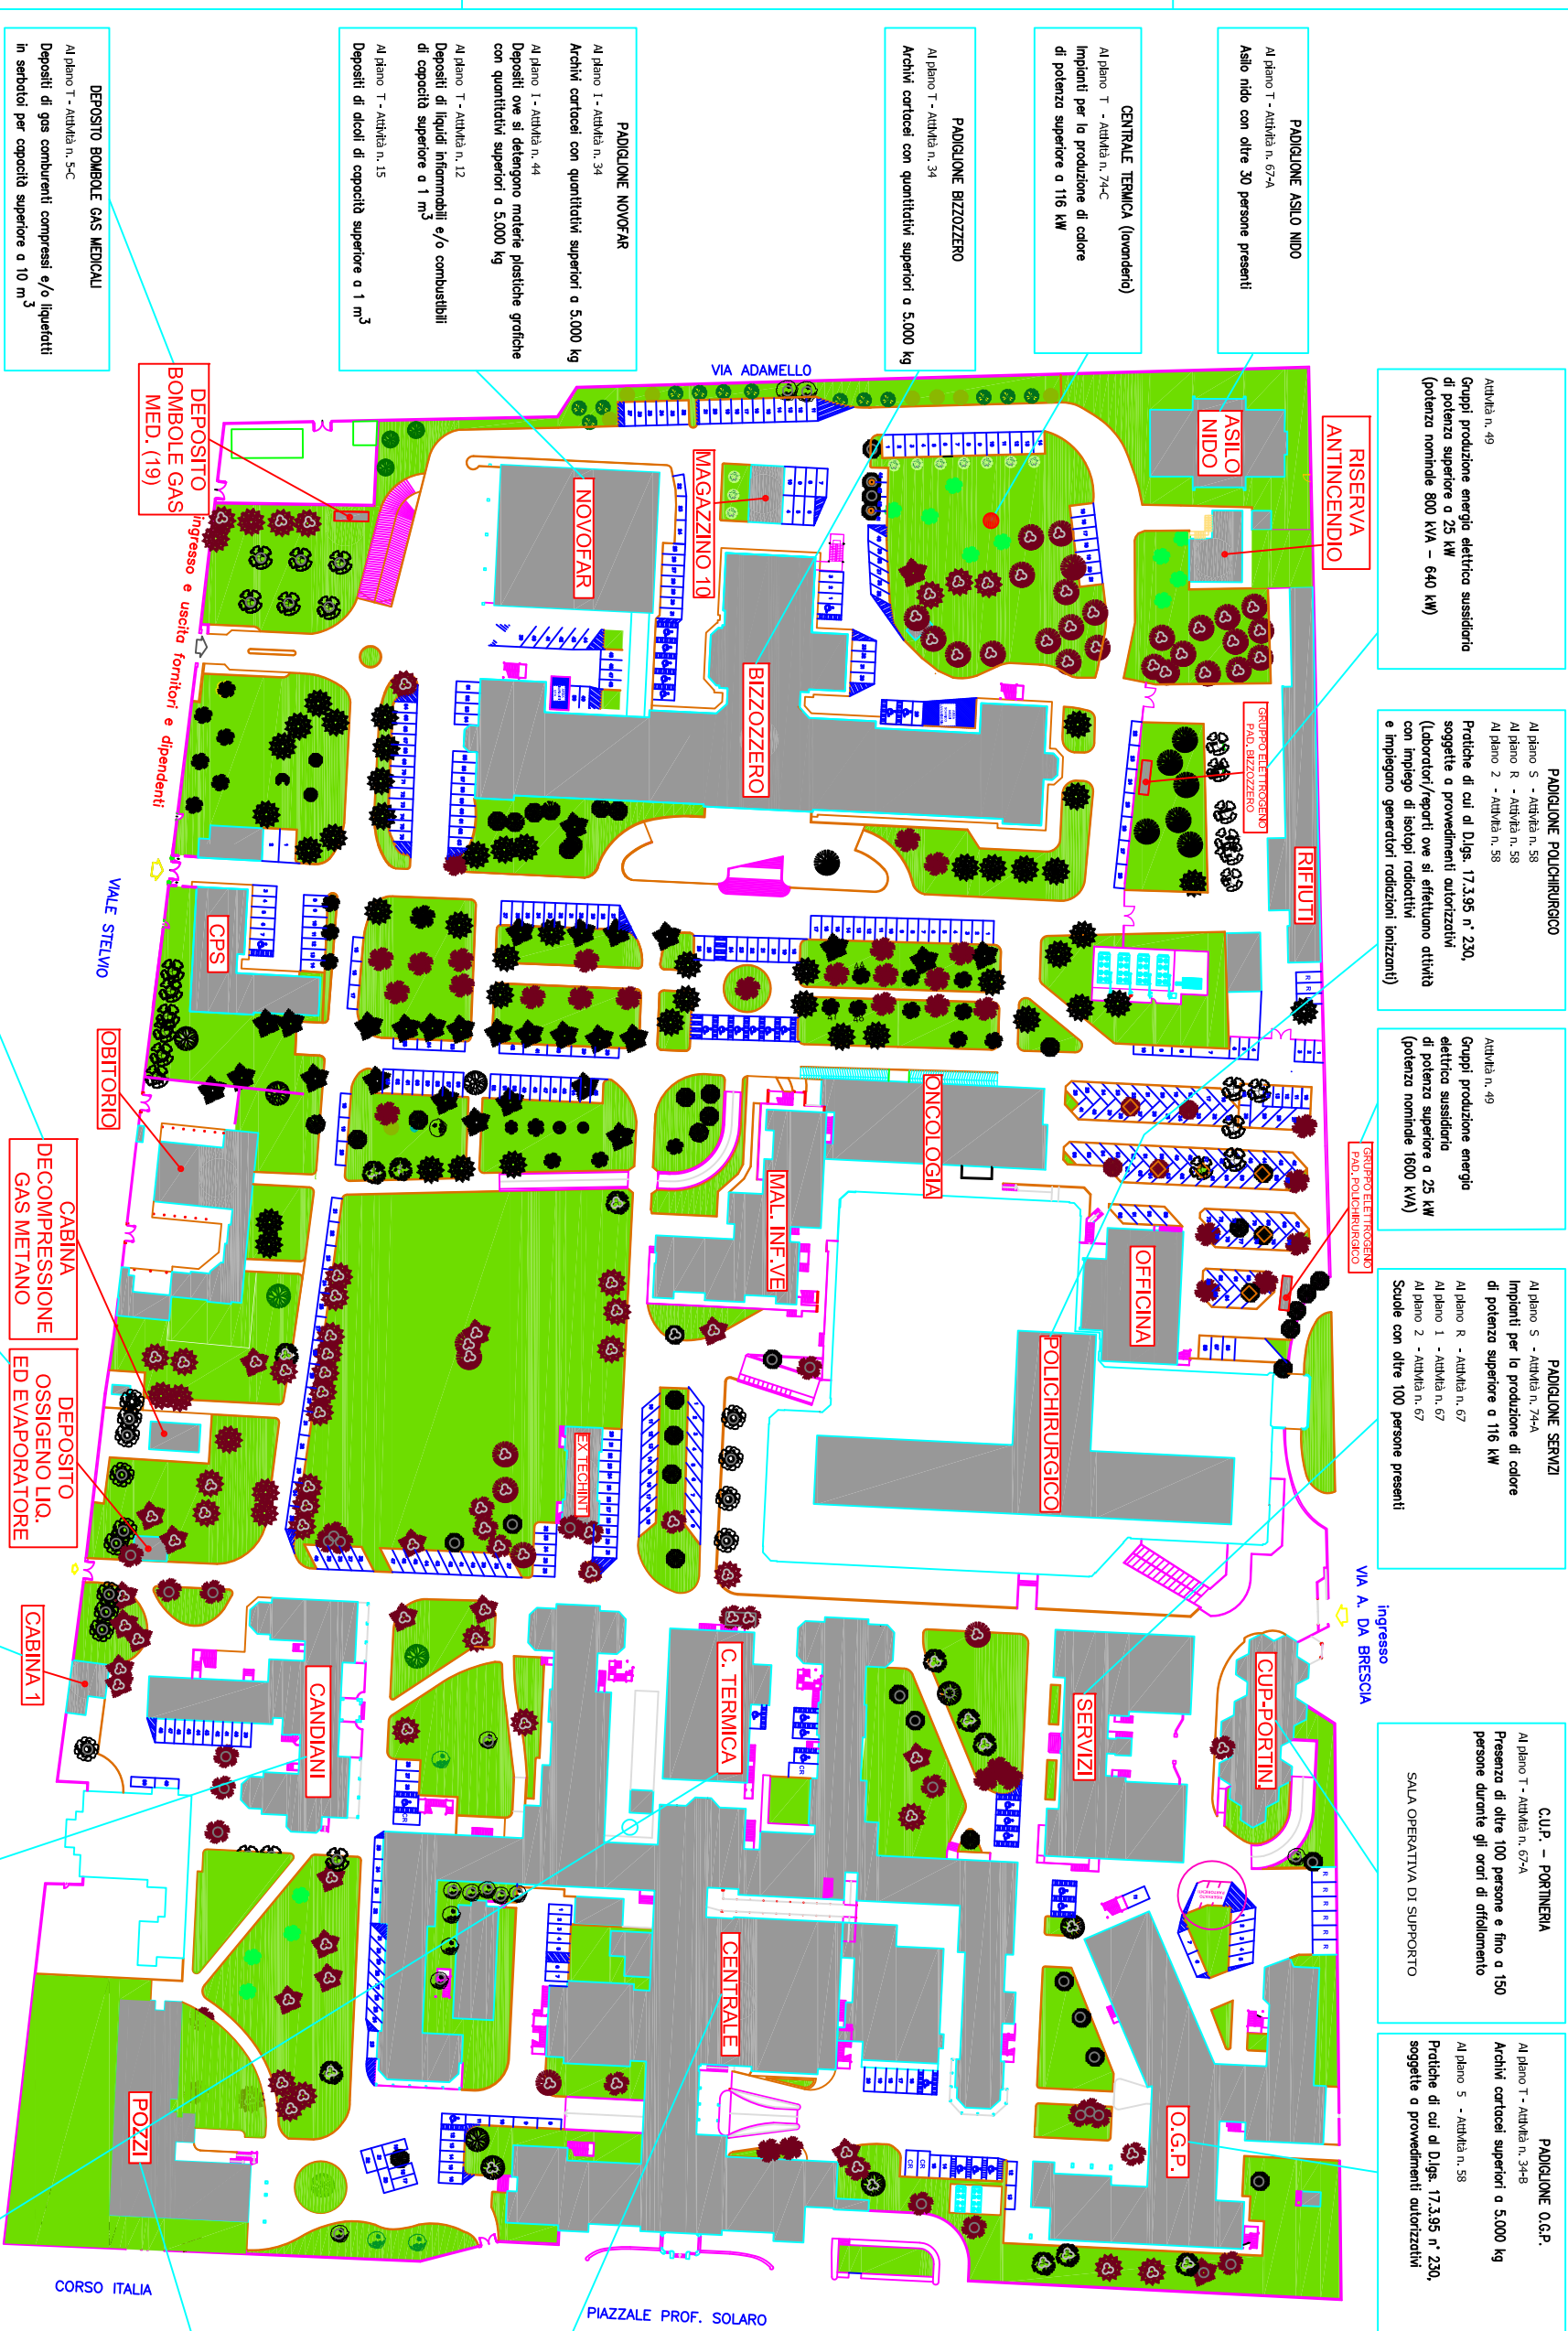 PADIGLIONE ASILO NIDO
Al piano T - Attività n. 67-A
Asilo nido con oltre 30 persone presenti
CENTRALE TERMICA (lavanderia)
Al piano T - Attività n. 74-C
Impianti per la produzione di calore
di potenza superiore a 116 kW
PADIGLIONE BIZZOZZERO
Al piano T - Attività n. 34
Archivi cartacei con quantitativi superiori a 5.000 kg
PADIGLIONE NOVOFAR
Al piano I - Attività n. 34
Archivi cartacei con quantitativi superiori a 5.000 kg
Al piano I - Attività n. 44
Depositi ove si detengono materie plastiche grafiche
con quantitativi superiori a 5.000 kg
Al piano T - Attività n. 12
Depositi di liquidi infiammabili e/o combustibili
di capacità superiore a 1 m3
Al piano T - Attività n. 15
Depositi di alcoli di capacità superiore a 1 m3
DEPOSITO BOMBOLE GAS MEDICALI
Al piano T - Attività n. 5-C
Depositi di gas comburenti compressi e/o liquefatti
in serbatoi per capacità superiore a 10 m3
Attività n. 49
Gruppi produzione energia elettrica sussidiaria
di potenza superiore a 25 kW
(potenza nominde 800 kVA - 640 kW)
PADIGLIONE POLICHIRURGICO
Al piano S - Attività n. 58
Al piano R - Attività n. 58
Al piano 2 - Attività n. 58
Pratiche di cui al D.lgs. 17.3.95 n° 230,
soggette a provvedimenti autorizzativi
(Laboratori/reparti ove si effettuano attività
con impiego di isotopi radioattivi
e impiegano generatori radiazioni ionizzanti)
Attività n. 49
Gruppi produzione energia
elettrica sussidiaria
di potenza superiore a 25 kW
(potenza nominde 1600 kVA)
PADIGLIONE SERVIZI
Al piano S - Attività n. 74-A
Impianti per la produzione di calore
di potenza superiore a 116 kW
Al piano R - Attività n. 67
Al piano 1 - Attività n. 67
Al piano 2 - Attività n. 67
Scuole con oltre 100 persone presenti
C.U.P. - PORTINERIA
Al piano T - Attività n. 67-A
Presenza di oltre 100 persone e fino a 150
persone durante gli orari di affollamento
SALA OPERATIVA DI SUPPORTO
PADIGLIONE O.G.P.
Al piano T - Attività n. 34-B
Archivi cartacei superiori a 5.000 kg
Al piano 5 - Attività n. 58
Pratiche di cui al D.lgs. 17.3.95 n° 230,
soggette a provvedimenti autorizzativi
VIA ADAMELLO
RISERVA
ANTINCENDIO
ASILO
NIDO
MAGAZZINO 10
NOVOFAR
DEPOSITO
BOMBOLE GAS
MED. (19)
ingresso e uscita fornitori e dipendenti
BIZZOZZERO
GRUPPO ELETTROGENO
PAD. BIZZOZZERO
RIFIUTI
VIALE STELVIO
CPS
OBITORIO
ONCOLOGIA
MAL. INF.VE
OFFICINA
GRUPPO ELETTROGENO
PAD. POLICHIRURGICO
POLICHIRURGICO
CABINA
DECOMPRESSIONE
GAS METANO
DEPOSITO
OSSIGENO LIQ.
ED EVAPORATORE
EX TECHINT
ingresso
VIA A. DA BRESCIA
CABINA 1
CANDIANI
C. TERMICA
SERVIZI
CUP-PORTIN.
CENTRALE
O.G.P.
POZZI
CORSO ITALIA
PIAZZALE PROF. SOLARO